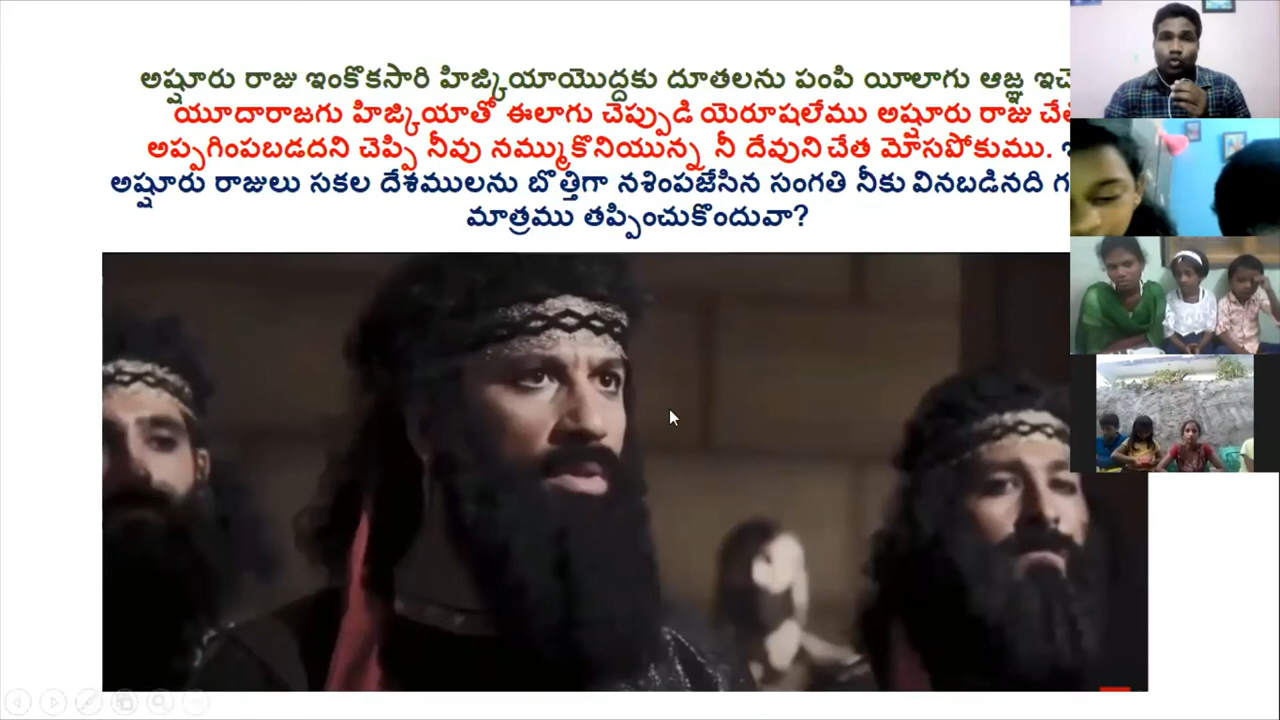 అష్షూరు రాజు ఇంకొకసారి హిజ్కియాయొద్దకు దూతలను పంపి యీలాగు ఆజ్ఞ
యూదారాజగు హిజ్కియాతో ఈలాగు చెప్పుడి యెరూషలేము అష్షూరు రాజు
అప్పగింపబడదని చెప్పి నీవు నమ్ముకొనియున్న నీ దేవునిచేత మోసపోకుము.
అష్షూరు రాజులు సకల దేశములను బొత్తిగా నశింపజేసిన సంగతి నీకు వినబడినది
మాత్రము తప్పించుకొందువా?